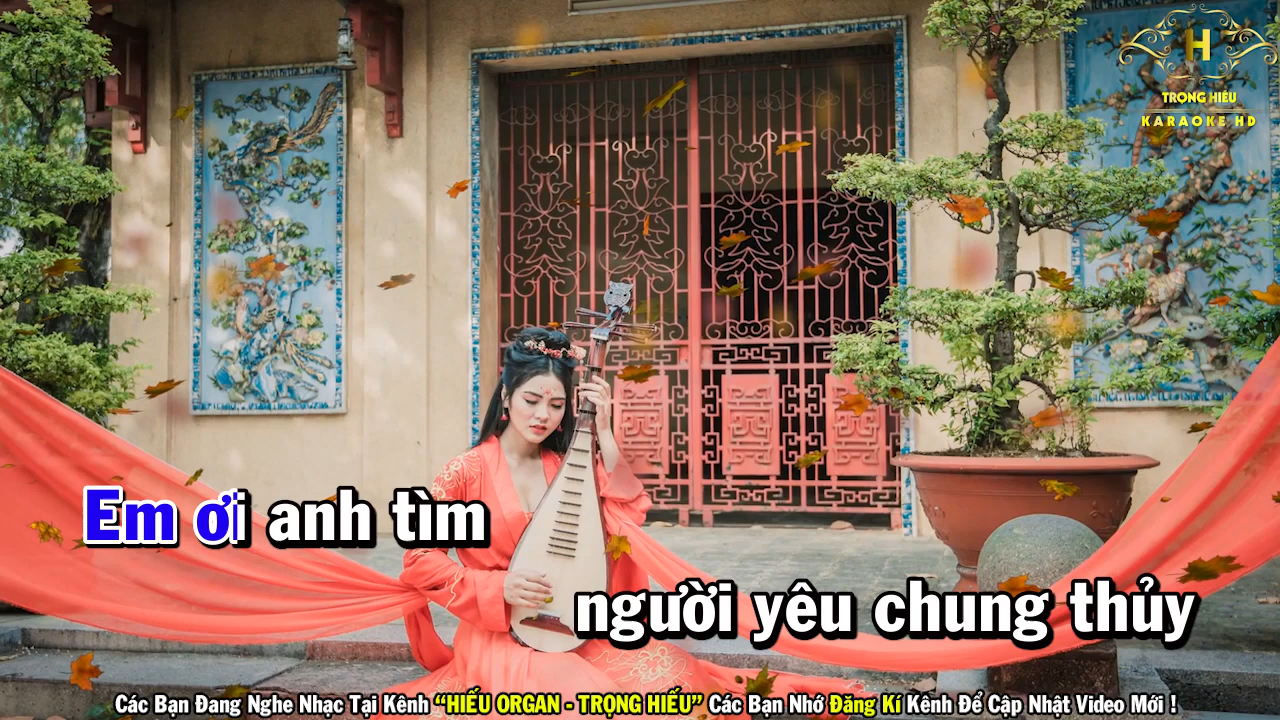 H
TRỌNG HIẾU
KARAOKE HD
Em ơi anh tìm
người yêu chung thủy
Các Bạn Đang Nghe Nhạc Tại Kênh “HIẾU ORGAN - TRỌNG HIẾU” Các Bạn Nhớ Đăng Kí Kênh Để Cập Nhật Video Mới !